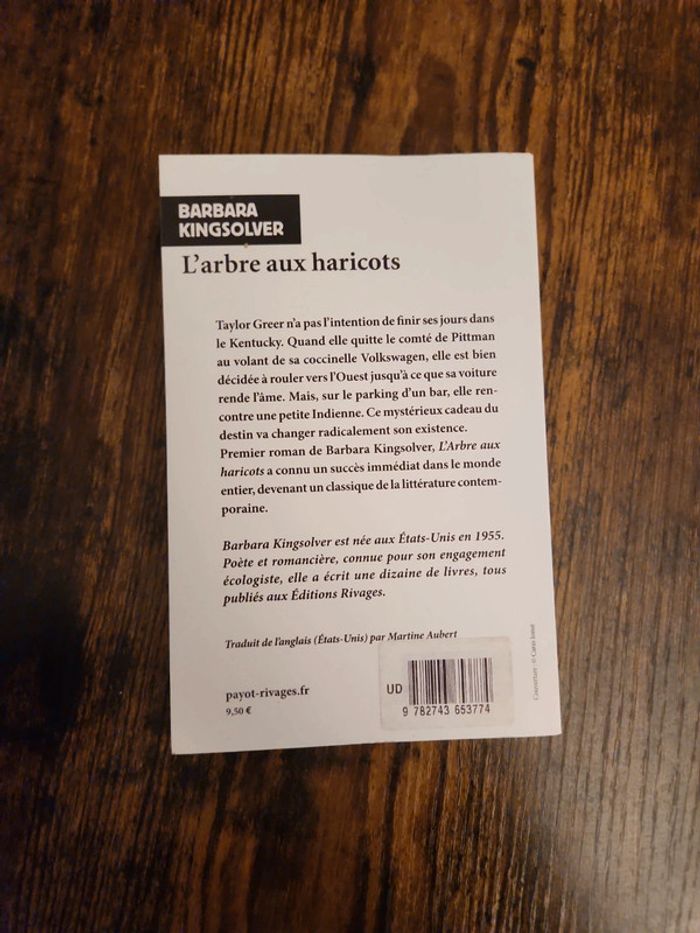 BARBARA
KINGSOLVER
L'arbre aux haricots
Taylor Greer n'a pas l'intention de finir ses jours dans
le Kentucky. Quand elle quitte le comté de Pittman
au volant de sa coccinelle Volkswagen, elle est bien
décidée à rouler vers l'Ouest jusqu'à ce que sa voiture
rende l'âme. Mais, sur le parking d'un bar, elle ren-
contre une petite Indienne. Ce mystérieux cadeau du
destin va changer radicalement son existence.
Premier roman de Barbara Kingsolver, L'Arbre aux
haricots a connu un succès immédiat dans le monde
entier, devenant un classique de la littérature contem-
poraine.
Barbara Kingsolver est née aux États-Unis en 1955.
Poète et romancière, connue pour son engagement
écologiste, elle a écrit une dizaine de livres, tous
publiés aux Éditions Rivages.
Traduit de l'anglais (États-Unis) par Martine Aubert
payot-rivages.fr
9,50 €
UD
9 782743 653774
Couverture : ©